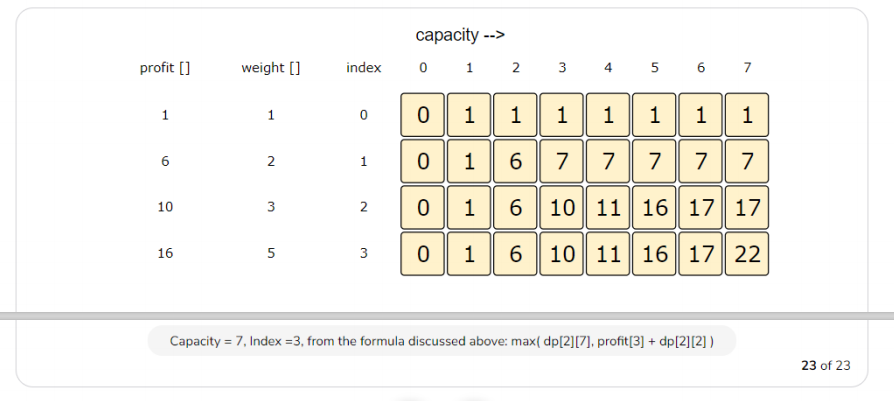 capacity -->
profit [] weight [] index 0 1 2 3 4 5 6 7
1 1 0 0 1 1 1 1 1 1 1
6 2 1 0 1 6 7 7 7 7 7
10 3 2 0 1 6 10 11 16 17 17
16 5 3 0 1 6 10 11 16 17 22
Capacity = 7, Index =3, from the formula discussed above: max( dp[2][7], profit[3] + dp[2][2] )
23 of 23